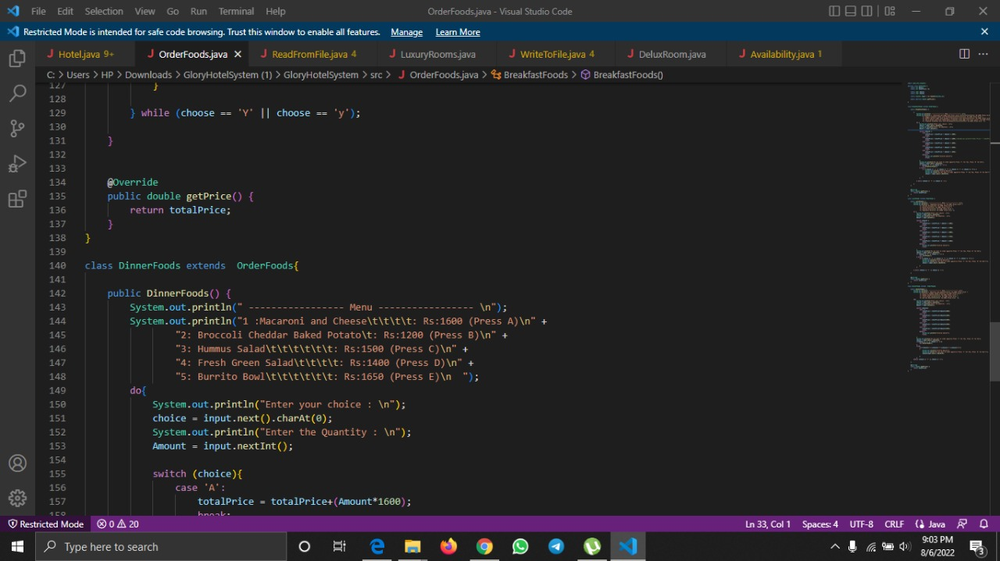 File Edit Selection View Go Run Terminal Help OrderFoods.java - Visual Studio Code
Restricted Mode is intended for safe code browsing. Trust this window to enable all features. Manage Learn More
Hotel.java 9+ OrderFoods.java ReadFromFile.java 4 LuxuryRooms.java WriteToFile.java 4 DeluxRoom.java Availability.java 1
C: > Users > HP > Downloads > GloryHotelSystem (1) > GloryHotelSystem > src > OrderFoods.java > BreakfastFoods > BreakfastFoods()
127 }
128
129 } while (choose == 'Y' || choose == 'y');
130
131 }
132
133
134 @Override
135 public double getPrice() {
136 return totalPrice;
137 }
138 }
139
140 class DinnerFoods extends  OrderFoods{
141
142 public DinnerFoods() {
143 System.out.println(" ----------------- Menu ----------------- \n");
144 System.out.println("1 :Macaroni and Cheese\t\t\t\t: Rs:1600 (Press A)\n" +
145 "2: Broccoli Cheddar Baked Potato\t: Rs:1200 (Press B)\n" +
146 "3: Hummus Salad\t\t\t\t\t\t: Rs:1500 (Press C)\n" +
147 "4: Fresh Green Salad\t\t\t\t: Rs:1400 (Press D)\n" +
148 "5: Burrito Bowl\t\t\t\t\t\t: Rs:1650 (Press E)\n  ");
149 do{
150 System.out.println("Enter your choice : \n");
151 choice = input.next().charAt(0);
152 System.out.println("Enter the Quantity : \n");
153 Amount = input.nextInt();
154
155 switch (choice){
156 case 'A':
157 totalPrice = totalPrice+(Amount*1600);
158 break;
Restricted Mode 0 20 Ln 33, Col 1 Spaces: 4 UTF-8 CRLF Java
Type here to search 9:03 PM
8/6/2022 3